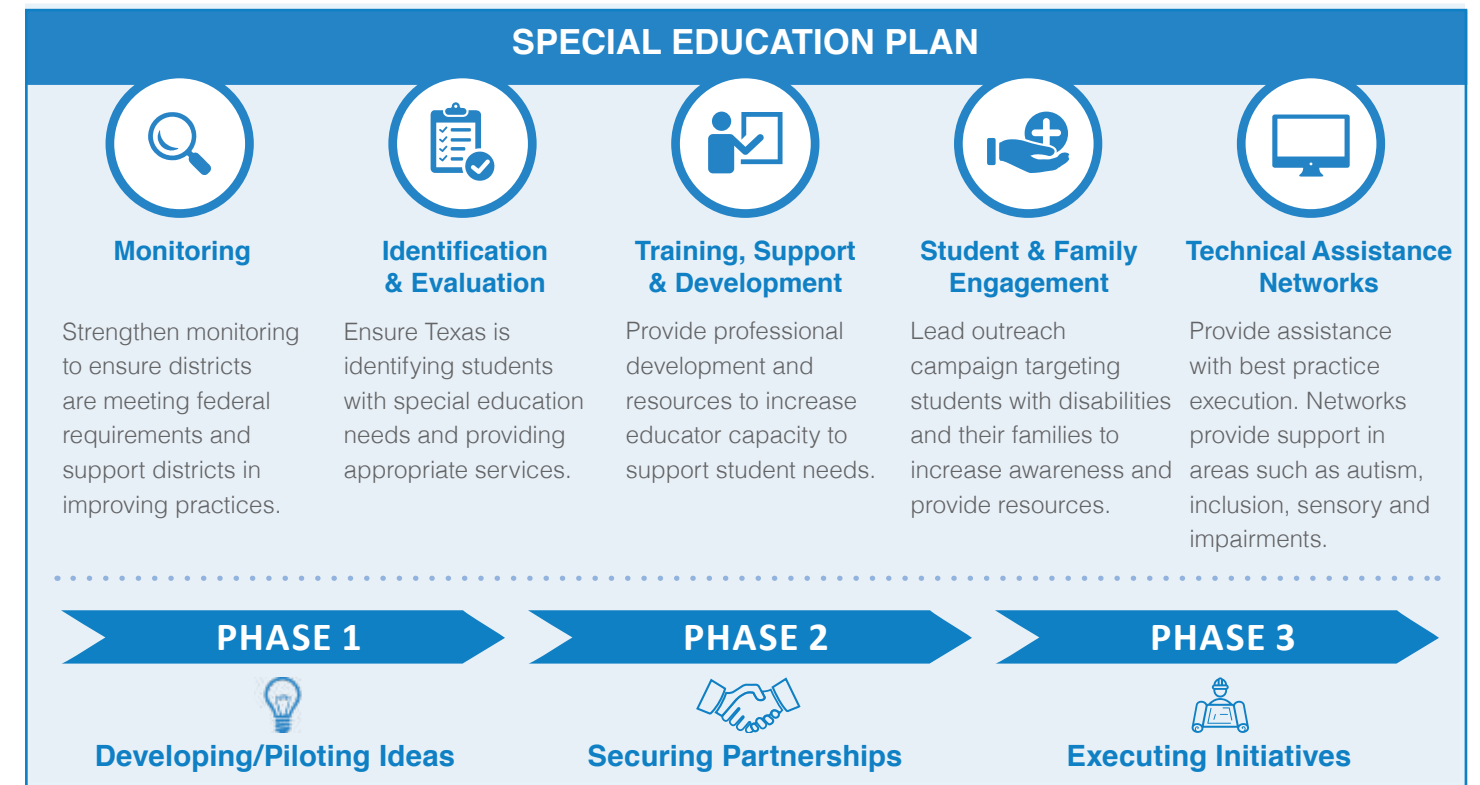 SPECIAL EDUCATION PLAN
Monitoring
Strengthen monitoring
to ensure districts
are meeting federal
requirements and
support districts in
improving practices.
Identification
& Evaluation
Ensure Texas is
identifying students
with special education
needs and providing
appropriate services.
Training, Support
& Development
Provide professional
development and
resources to increase
educator capacity to
support student needs.
Student & Family
Engagement
Lead outreach
campaign targeting
students with disabilities
and their families to
increase awareness and
provide resources.
Technical Assistance
Networks
Provide assistance
with best practice
execution. Networks
provide support in
areas such as autism,
inclusion, sensory and
impairments.
PHASE 1
Developing/Piloting Ideas
PHASE 2
Securing Partnerships
PHASE 3
Executing Initiatives